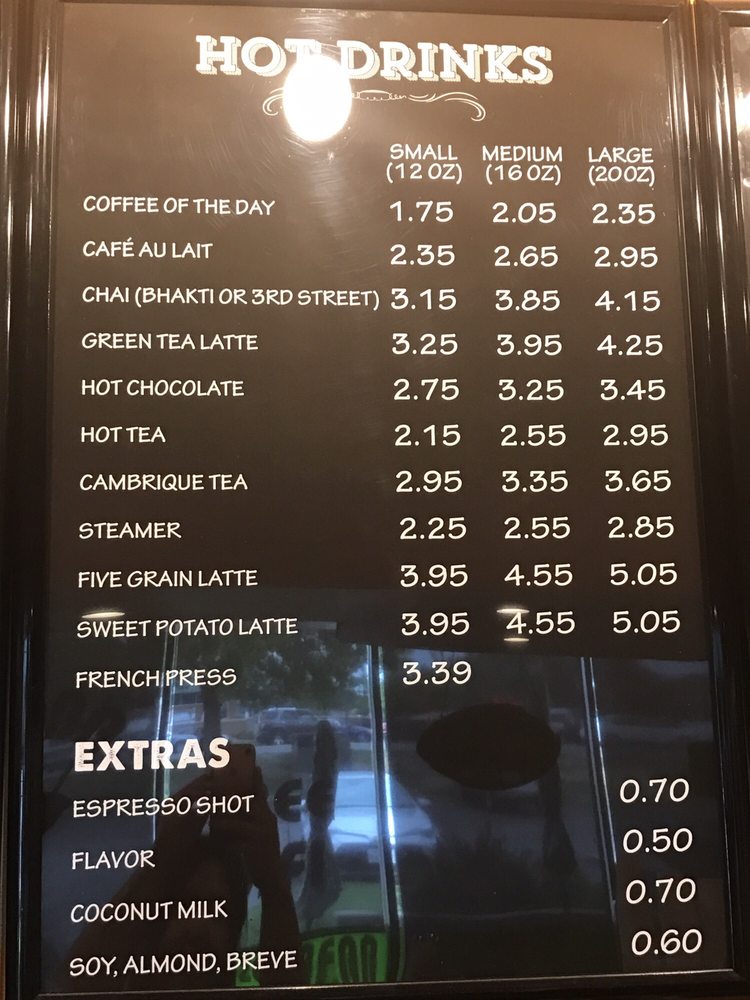 HOT DRINKS
SMALL MEDIUM LARGE
(12 OZ) (16 OZ) (20 OZ)
COFFEE OF THE DAY 1.75 2.05 2.35
CAFÉ AU LAIT 2.35 2.65 2.95
CHAI (BHAKTI OR 3RD STREET) 3.15 3.85 4.15
GREEN TEA LATTE 3.25 3.95 4.25
HOT CHOCOLATE 2.75 3.25 3.45
HOT TEA 2.15 2.55 2.95
CAMBRIQUE TEA 2.95 3.35 3.65
STEAMER 2.25 2.55 2.85
FIVE GRAIN LATTE 3.95 4.55 5.05
SWEET POTATO LATTE 3.95 4.55 5.05
FRENCH PRESS 3.39
EXTRAS
ESPRESSO SHOT 0.70
FLAVOR 0.50
COCONUT MILK 0.70
SOY, ALMOND, BREVE 0.60